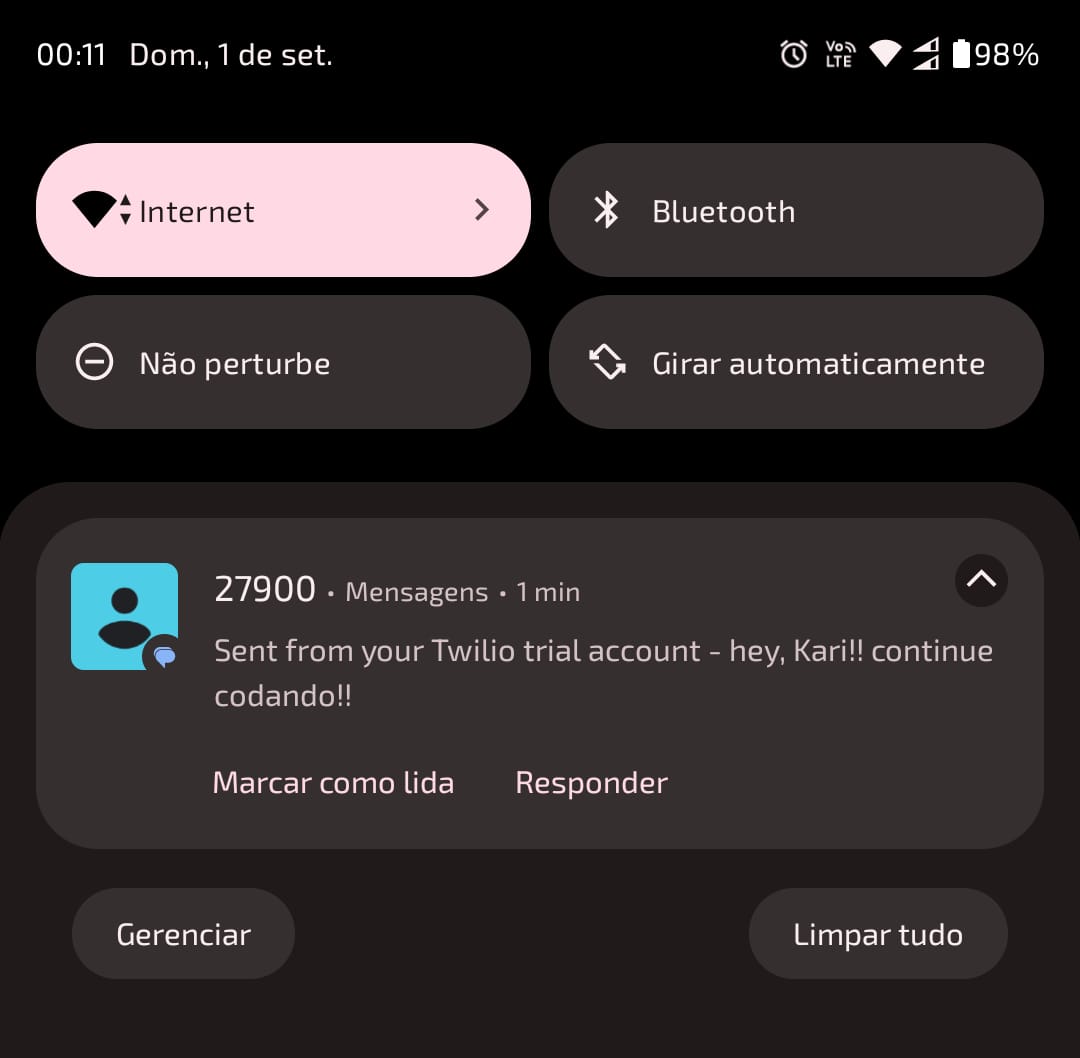 00:11 Dom., 1 de set. Vo LTE 98%
Internet
Bluetooth
Não perturbe
Girar automaticamente
27900 • Mensagens • 1 min
Sent from your Twilio trial account - hey, Kari!! continue
codando!!
Marcar como lida Responder
Gerenciar
Limpar tudo